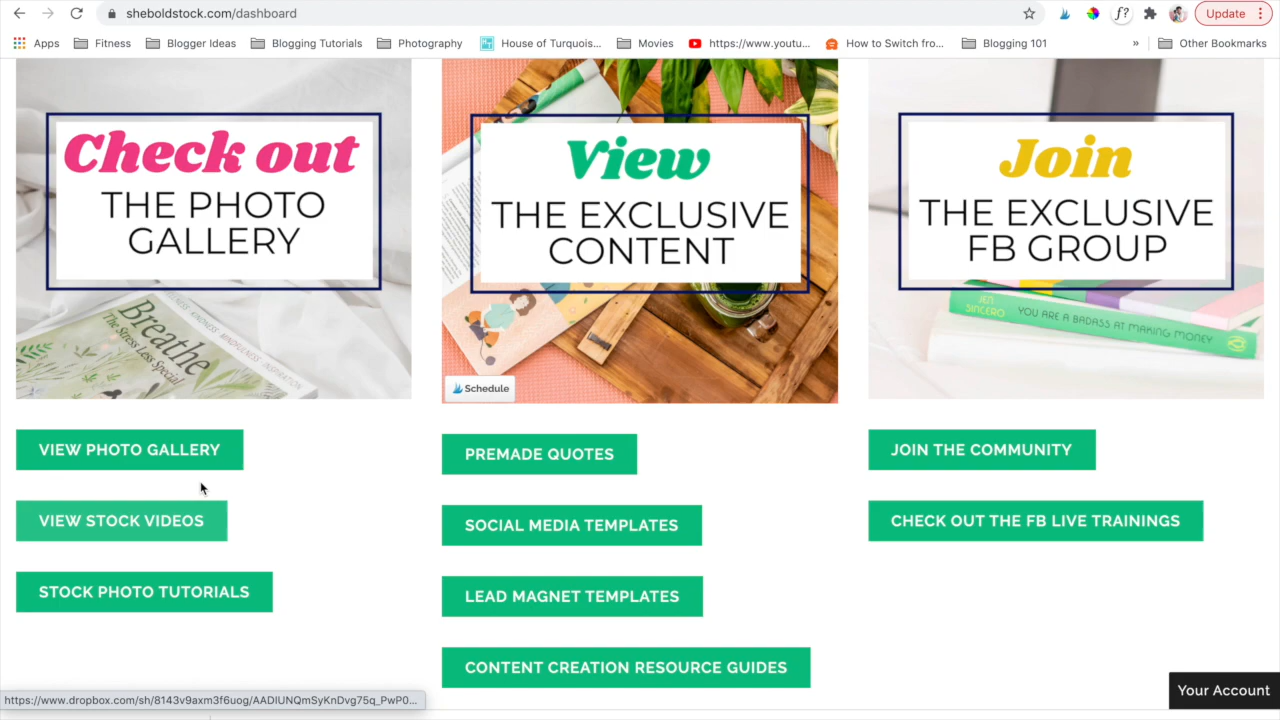 sheboldstock.com/dashboard
Update
Apps
Fitness
Blogger Ideas
Blogging Tutorials
Photography
House of Turquois...
Movies
https://www.youtu...
How to Switch fro...
Blogging 101
»
Other Bookmarks
Check out
THE PHOTO
GALLERY
Breathe
The Stress Less Special
KINDNESS · MINDFULNESS · INSPIRATION
VIEW PHOTO GALLERY
VIEW STOCK VIDEOS
STOCK PHOTO TUTORIALS
View
THE EXCLUSIVE
CONTENT
Schedule
PREMADE QUOTES
SOCIAL MEDIA TEMPLATES
LEAD MAGNET TEMPLATES
CONTENT CREATION RESOURCE GUIDES
Join
THE EXCLUSIVE
FB GROUP
JEN
SINCERO
YOU ARE A BADASS AT MAKING MONEY
JOIN THE COMMUNITY
CHECK OUT THE FB LIVE TRAININGS
Your Account
https://www.dropbox.com/sh/8143v9axm3f6uog/AADIUNQmSyKnDvg75q_PwP0...